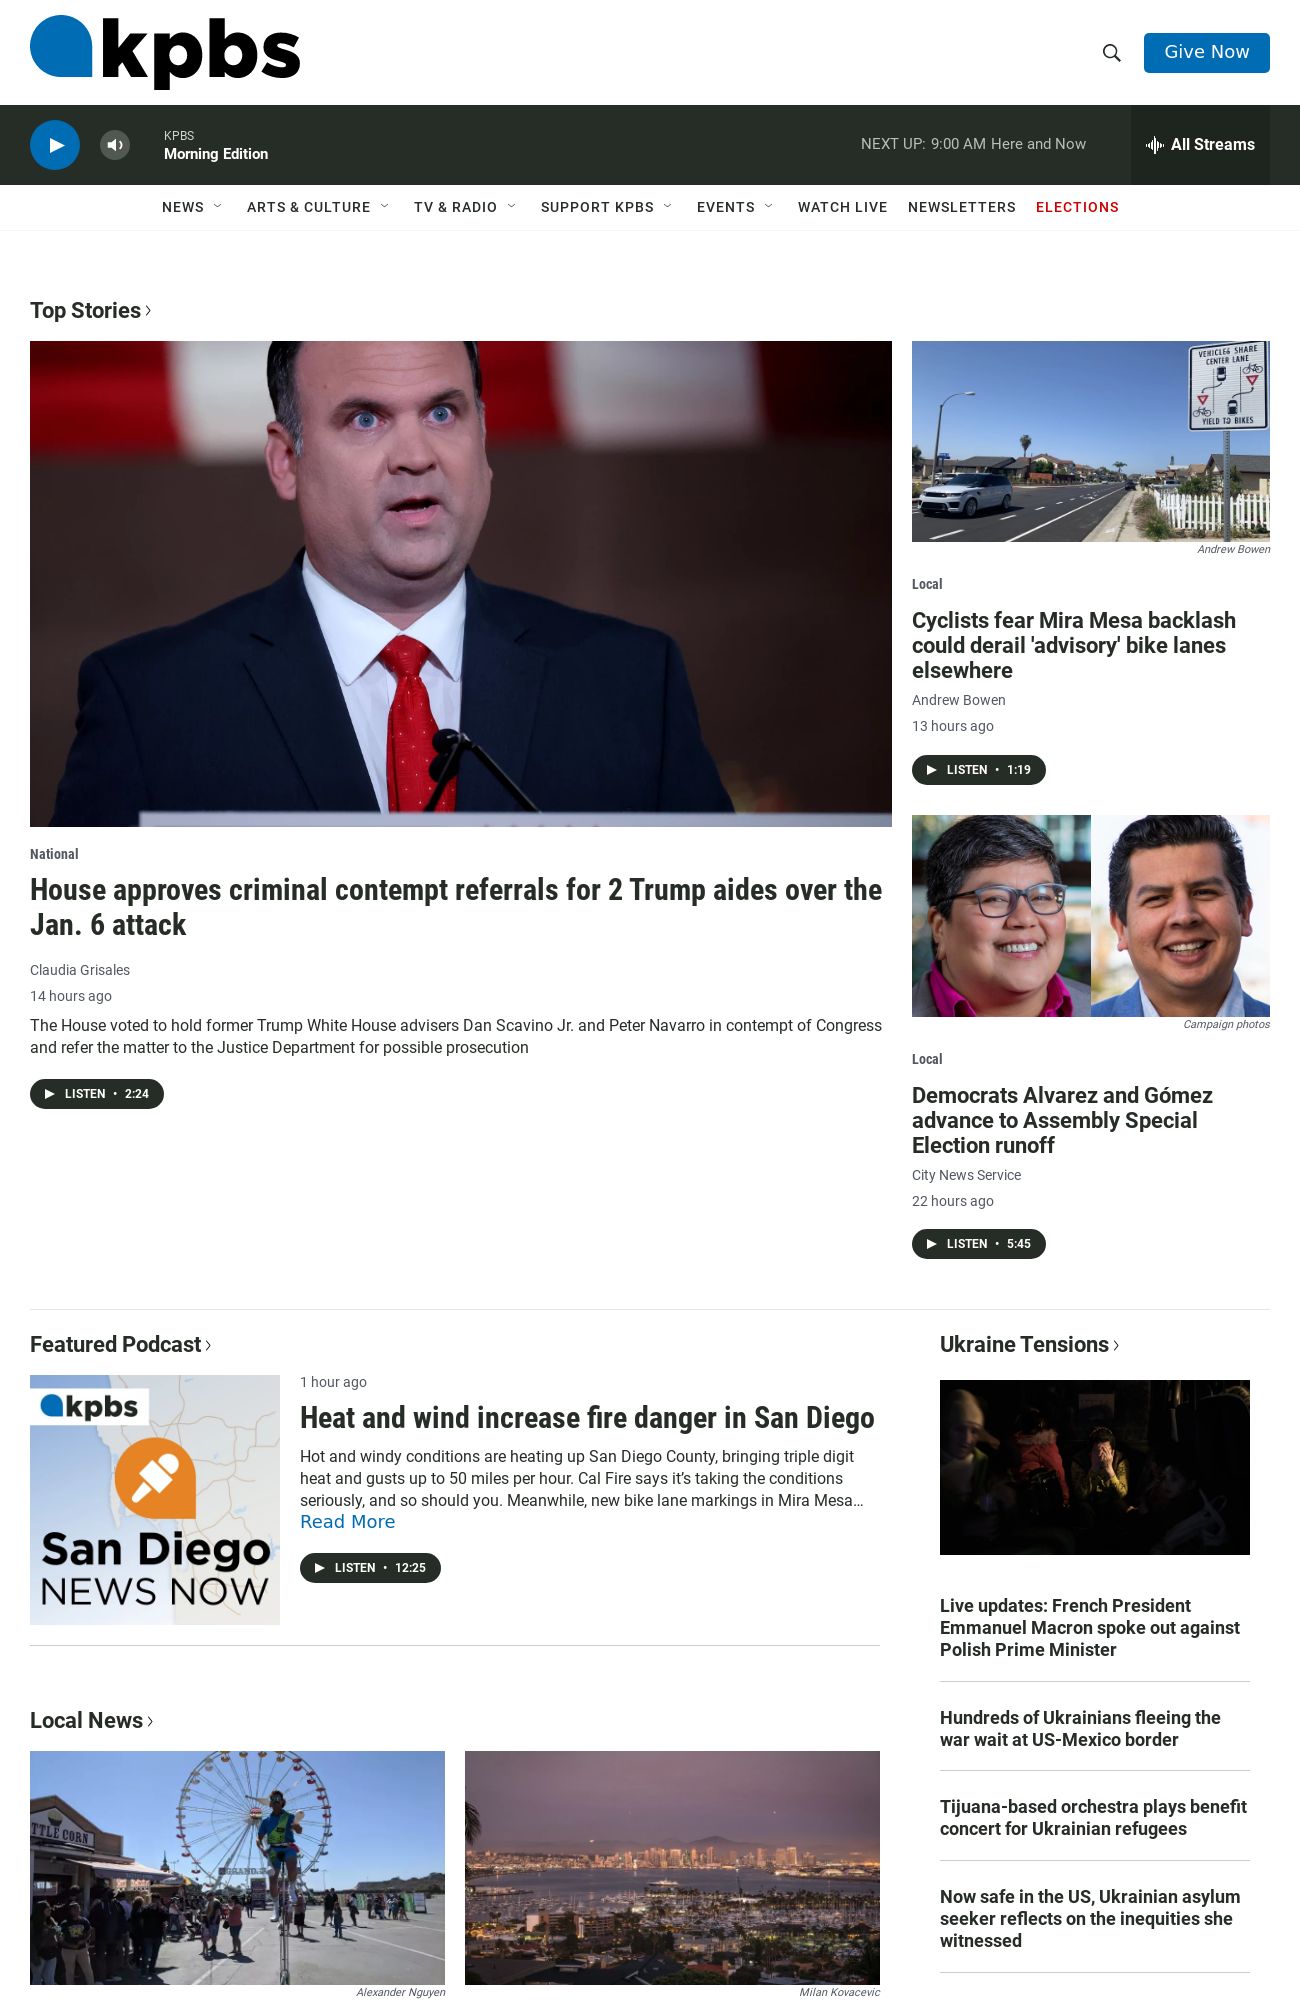 kpbs
Give Now
KPBS
Morning Edition
NEXT UP: 9:00 AM Here and Now
All Streams
NEWS
ARTS & CULTURE
TV & RADIO
SUPPORT KPBS
EVENTS
WATCH LIVE
NEWSLETTERS
ELECTIONS
Top Stories
National
House approves criminal contempt referrals for 2 Trump aides over the
Jan. 6 attack
Claudia Grisales
14 hours ago
The House voted to hold former Trump White House advisers Dan Scavino Jr. and Peter Navarro in contempt of Congress
and refer the matter to the Justice Department for possible prosecution
LISTEN • 2:24
VEHICLES SHARE
CENTER LANE
YIELD TO BIKES
Andrew Bowen
Local
Cyclists fear Mira Mesa backlash
could derail 'advisory' bike lanes
elsewhere
Andrew Bowen
13 hours ago
LISTEN • 1:19
Campaign photos
Local
Democrats Alvarez and Gómez
advance to Assembly Special
Election runoff
City News Service
22 hours ago
LISTEN • 5:45
Featured Podcast
kpbs
San Diego
NEWS NOW
1 hour ago
Heat and wind increase fire danger in San Diego
Hot and windy conditions are heating up San Diego County, bringing triple digit
heat and gusts up to 50 miles per hour. Cal Fire says it’s taking the conditions
seriously, and so should you. Meanwhile, new bike lane markings in Mira Mesa…
Read More
LISTEN • 12:25
Ukraine Tensions
Live updates: French President
Emmanuel Macron spoke out against
Polish Prime Minister
Hundreds of Ukrainians fleeing the
war wait at US-Mexico border
Tijuana-based orchestra plays benefit
concert for Ukrainian refugees
Now safe in the US, Ukrainian asylum
seeker reflects on the inequities she
witnessed
Local News
TTLE CORN
Alexander Nguyen
Milan Kovacevic